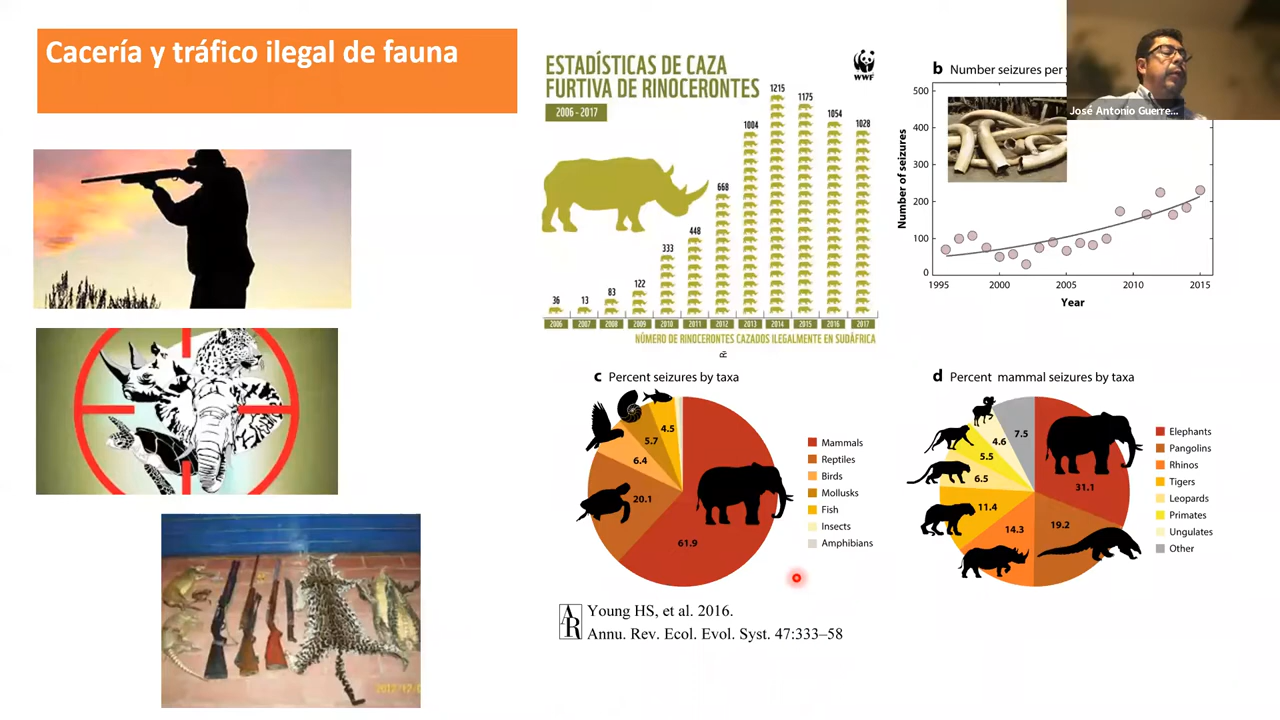 Cacería y tráfico ilegal de fauna
ESTADÍSTICAS DE CAZA
FURTIVA DE RINOCERONTES
2006 - 2017
WWF
36
13
83
122
333
448
668
1004
1215
1175
1054
1028
2006
2007
2008
2009
2010
2011
2012
2013
2014
2015
2016
2017
NÚMERO DE RINOCERONTES CAZADOS ILEGALMENTE EN SUDÁFRICA
b Number seizures per
José Antonio Guerre...
Number of seizures
500
400
300
200
100
0
1995
2000
2005
2010
2015
Year
c Percent seizures by taxa
4.5
5.7
6.4
20.1
61.9
Mammals
Reptiles
Birds
Mollusks
Fish
Insects
Amphibians
d Percent mammal seizures by taxa
7.5
4.6
5.5
6.5
11.4
14.3
19.2
31.1
Elephants
Pangolins
Rhinos
Tigers
Leopards
Primates
Ungulates
Other
AR
Young HS, et al. 2016.
Annu. Rev. Ecol. Evol. Syst. 47:333–58